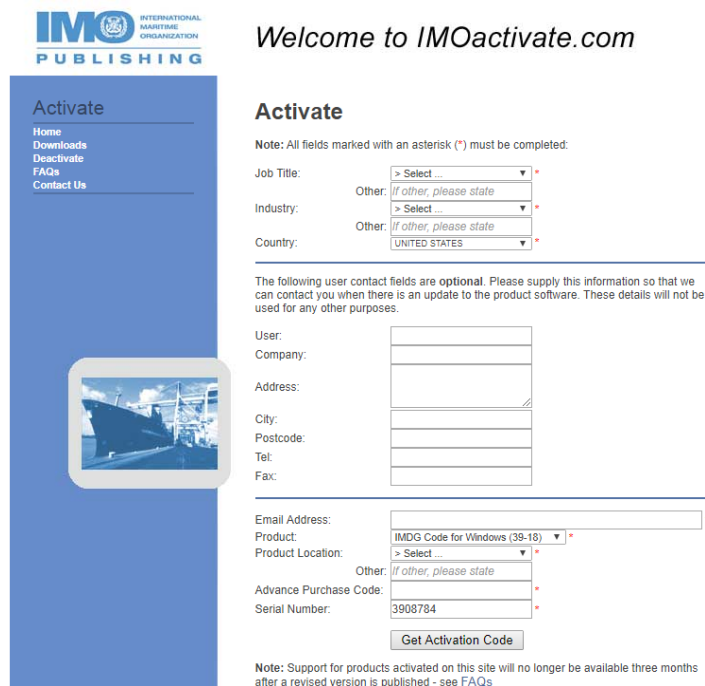 IMO INTERNATIONAL
MARITIME
ORGANIZATION
PUBLISHING
Welcome to IMOactivate.com
Activate
Home
Downloads
Deactivate
FAQs
Contact Us
Activate
Note: All fields marked with an asterisk (*) must be completed:
Job Title: > Select ... *
Other: If other, please state
Industry: > Select ... *
Other: If other, please state
Country: UNITED STATES *
The following user contact fields are optional. Please supply this information so that we
can contact you when there is an update to the product software. These details will not be
used for any other purposes.
User:
Company:
Address:
City:
Postcode:
Tel:
Fax:
Email Address:
Product: IMDG Code for Windows (39-18) *
Product Location: > Select ... *
Other: If other, please state
Advance Purchase Code: *
Serial Number: 3908784 *
Get Activation Code
Note: Support for products activated on this site will no longer be available three months
after a revised version is published - see FAQs